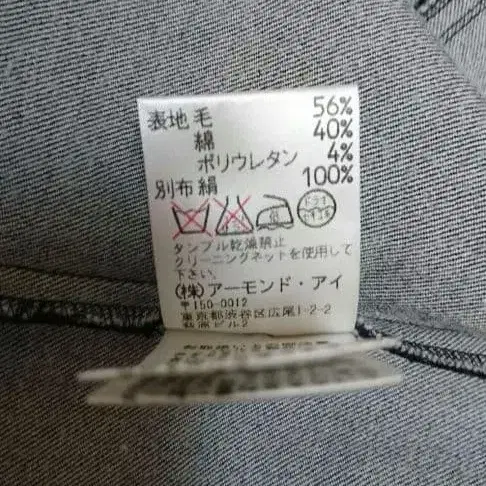 表地 毛 56%
綿 40%
ポリウレタン 4%
別布 絹 100%
ドライ
タンブル乾燥禁止
クリーニングネットを使用して
下さい。
(株)アーモンド・アイ
〒150-0012
東京都渋谷区広尾1-2-2